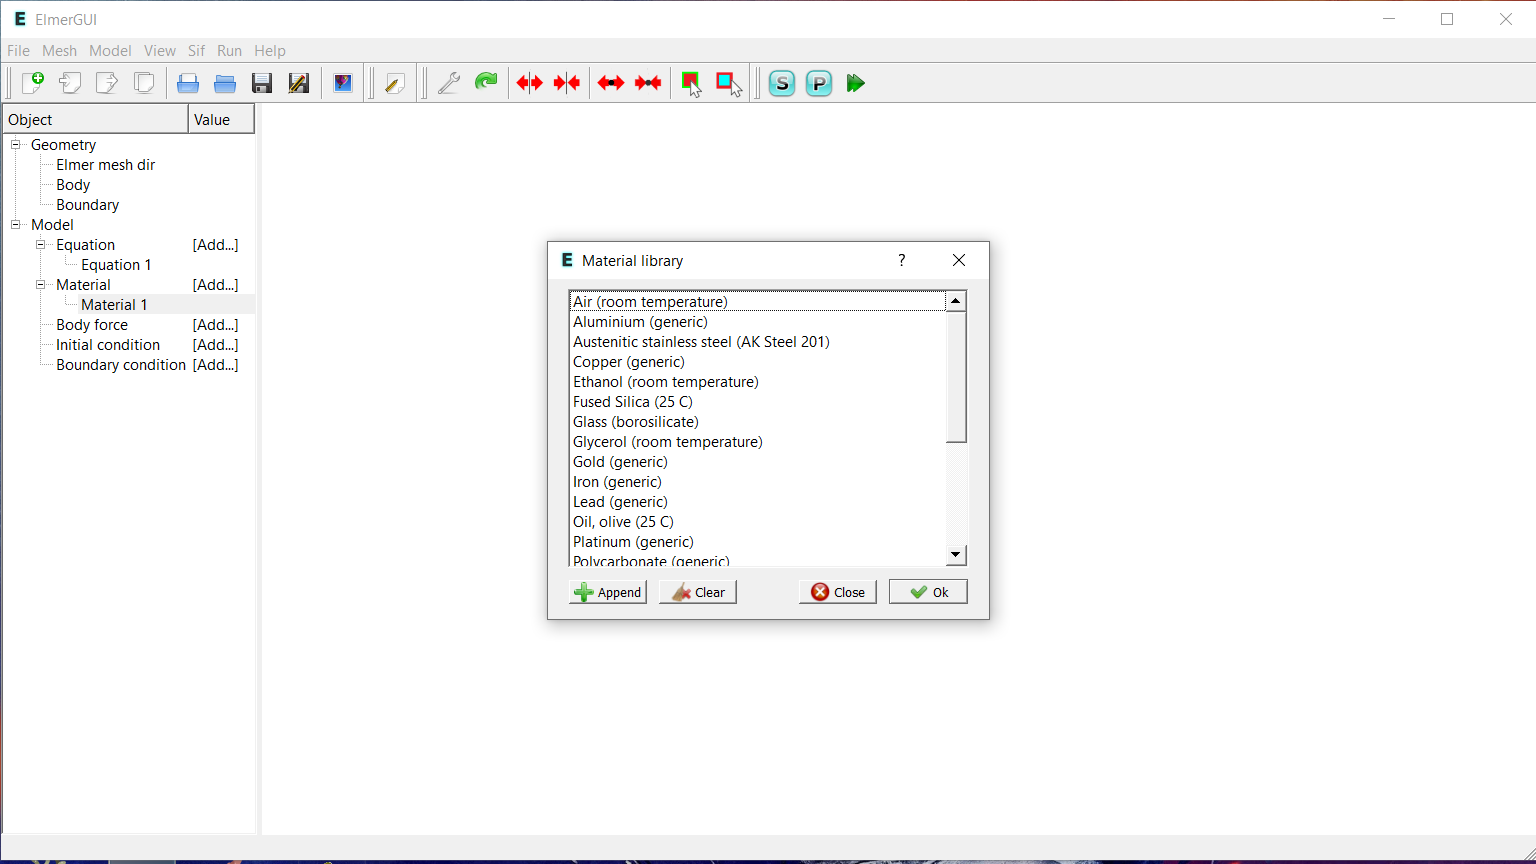 E ElmerGUI
File Mesh Model View Sif Run Help
S P
Object Value
Geometry
Elmer mesh dir
Body
Boundary
Model
Equation [Add...]
Equation 1
Material [Add...]
Material 1
Body force [Add...]
Initial condition [Add...]
Boundary condition [Add...]
E Material library ?
Air (room temperature)
Aluminium (generic)
Austenitic stainless steel (AK Steel 201)
Copper (generic)
Ethanol (room temperature)
Fused Silica (25 C)
Glass (borosilicate)
Glycerol (room temperature)
Gold (generic)
Iron (generic)
Lead (generic)
Oil, olive (25 C)
Platinum (generic)
Polycarbonate (generic)
Append Clear Close Ok